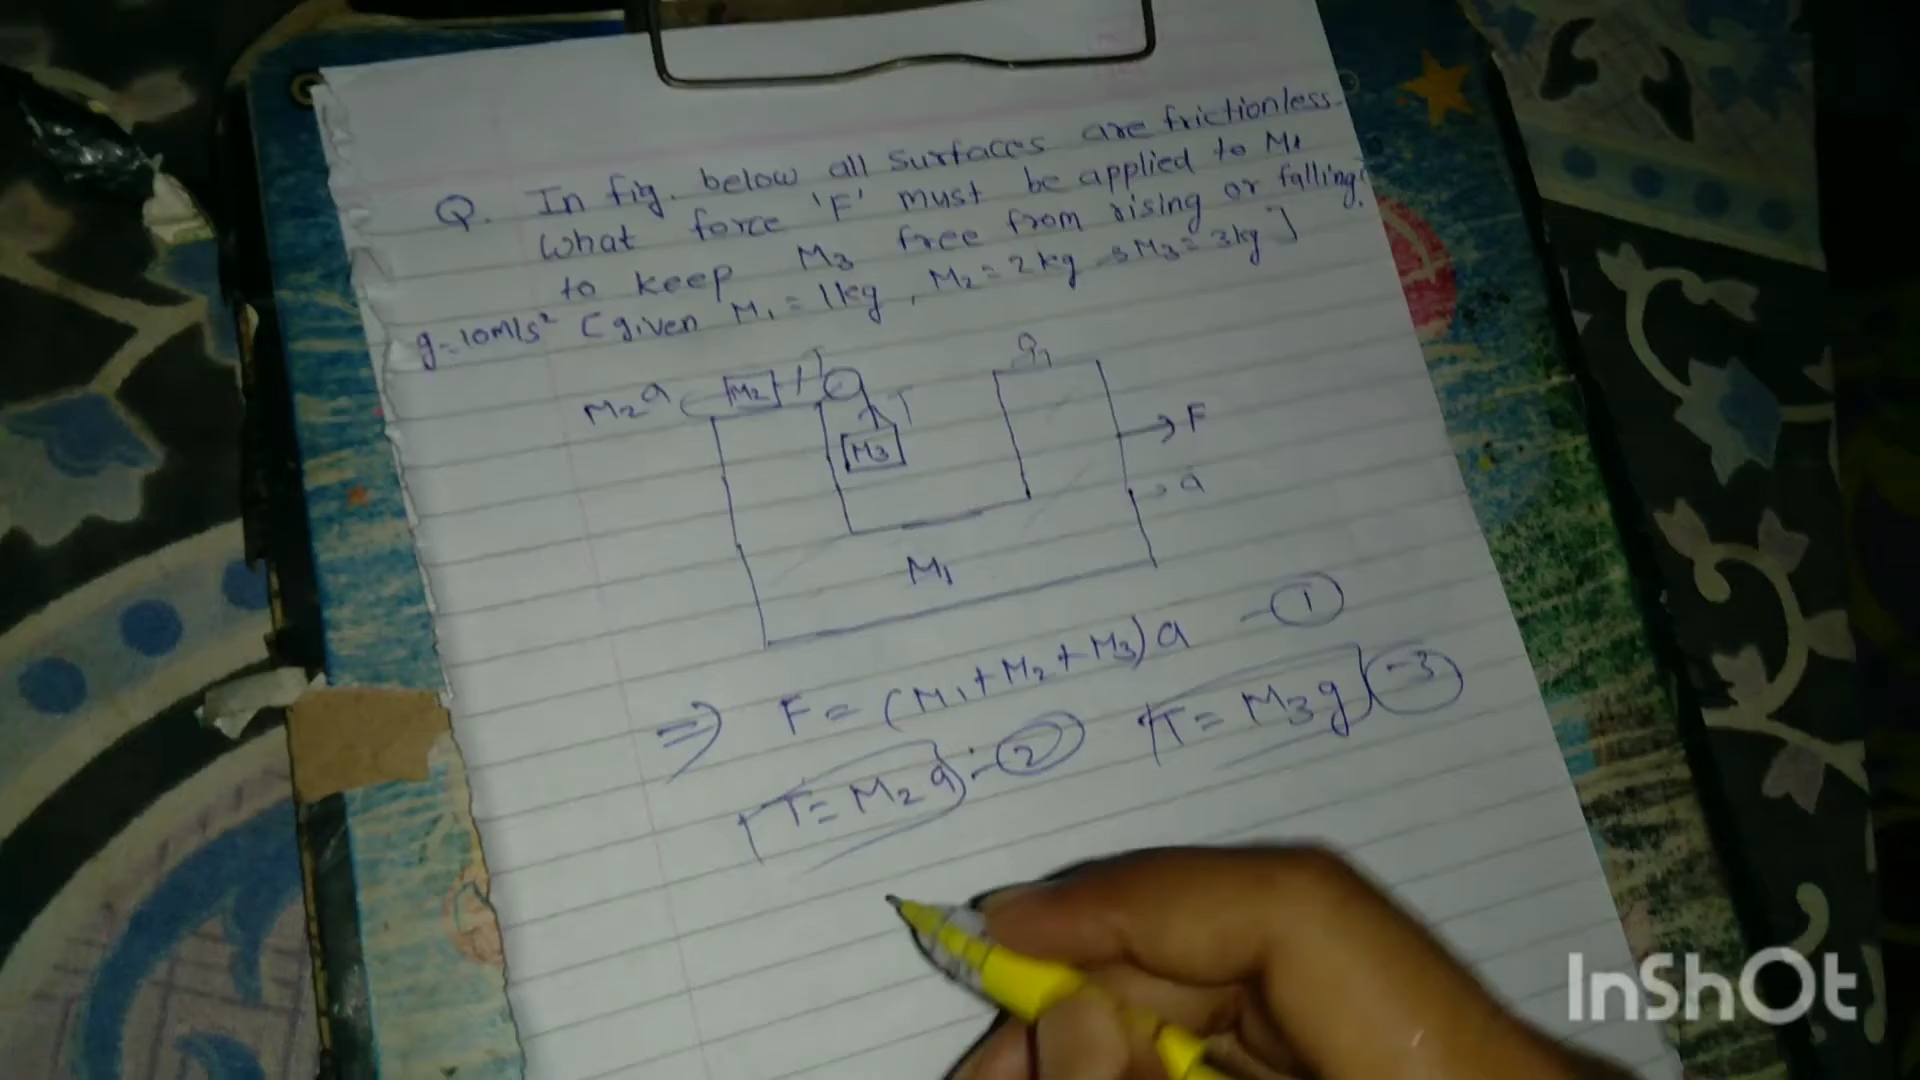 Q. In fig. below all surfaces are frictionless.
What force 'F' must be applied to M1
to keep M3 free from rising or falling?
g=10m/s² [given M1 = 1kg, M2 = 2kg, M3 = 3kg]
M2a M2 T
T
M3
F
a
M1
⇒ F = (M1+M2+M3)a - 1
T= M2a - 2 T= M3g - 3
InShOt